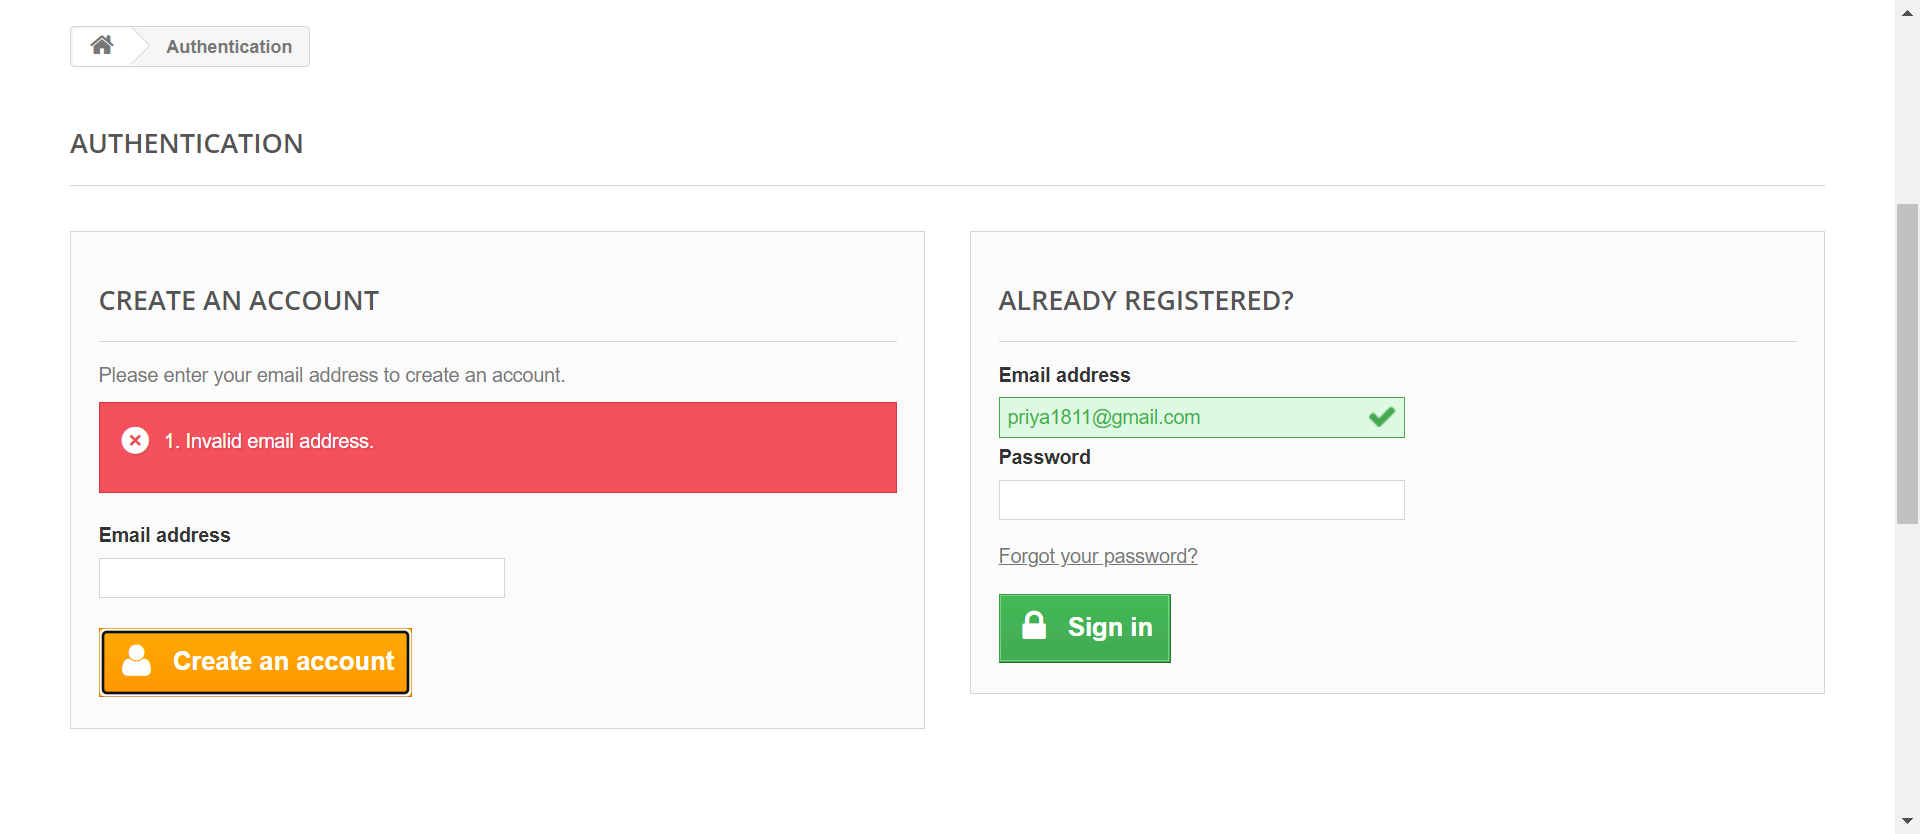 Authentication
AUTHENTICATION
CREATE AN ACCOUNT
Please enter your email address to create an account.
1. Invalid email address.
Email address
Create an account
ALREADY REGISTERED?
Email address
priya1811@gmail.com
Password
Forgot your password?
Sign in